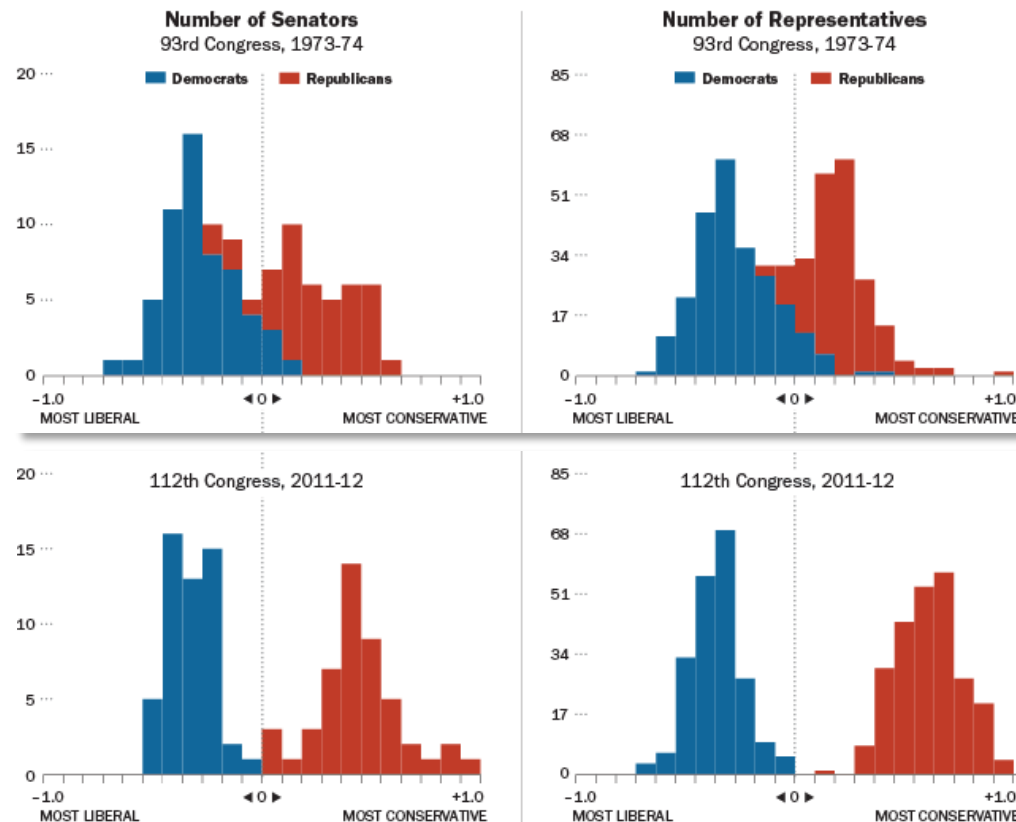 Number of Senators
93rd Congress, 1973-74
Democrats Republicans
20
15
10
5
0
−1.0 ◄ 0 ► +1.0
MOST LIBERAL MOST CONSERVATIVE
Number of Representatives
93rd Congress, 1973-74
Democrats Republicans
85
68
51
34
17
0
−1.0 ◄ 0 ► +1.0
MOST LIBERAL MOST CONSERVATIVE
112th Congress, 2011-12
20
15
10
5
0
−1.0 ◄ 0 ► +1.0
MOST LIBERAL MOST CONSERVATIVE
112th Congress, 2011-12
85
68
51
34
17
0
−1.0 ◄ 0 ► +1.0
MOST LIBERAL MOST CONSERVATIVE